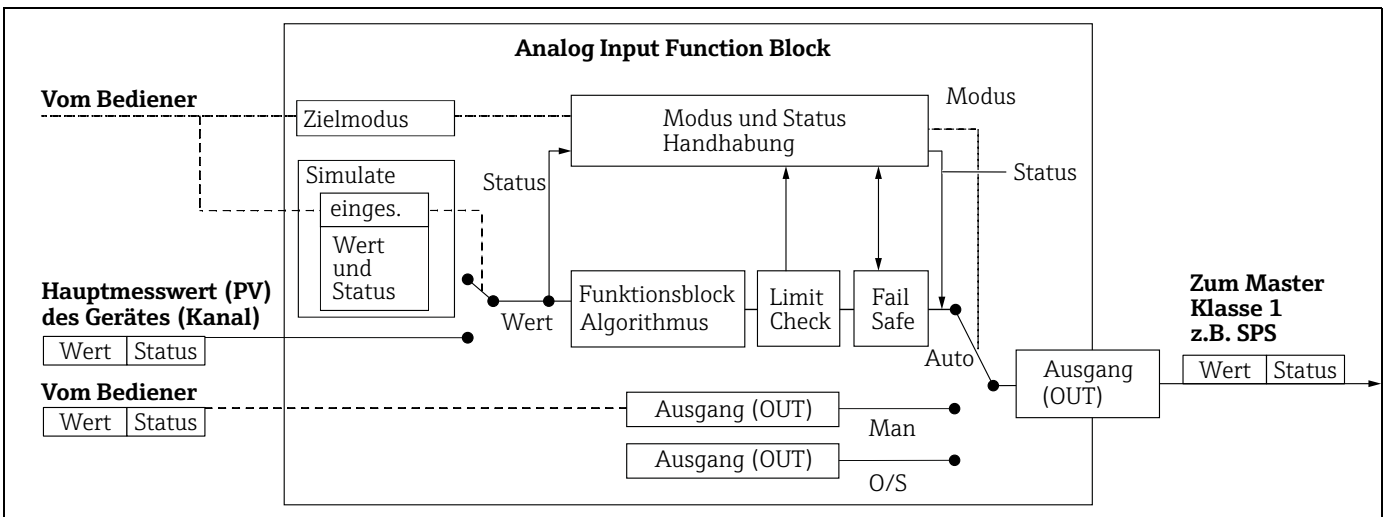 Analog Input Function Block
Vom Bediener
Zielmodus
Modus und Status
Handhabung
Modus
Simulate
einges.
Wert
und
Status
Status
Status
Hauptmesswert (PV)
des Gerätes (Kanal)
Wert Status
Wert
Funktionsblock
Algorithmus
Limit
Check
Fail
Safe
Auto
Zum Master
Klasse 1
z.B. SPS
Wert Status
Ausgang
(OUT)
Vom Bediener
Wert Status
Ausgang (OUT)
Man
Ausgang (OUT)
O/S